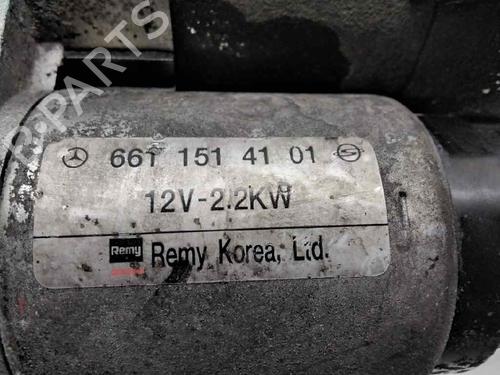 661 151 41 01
12V-2.2KW
Remy Remy Korea, Ltd.
B-Parts